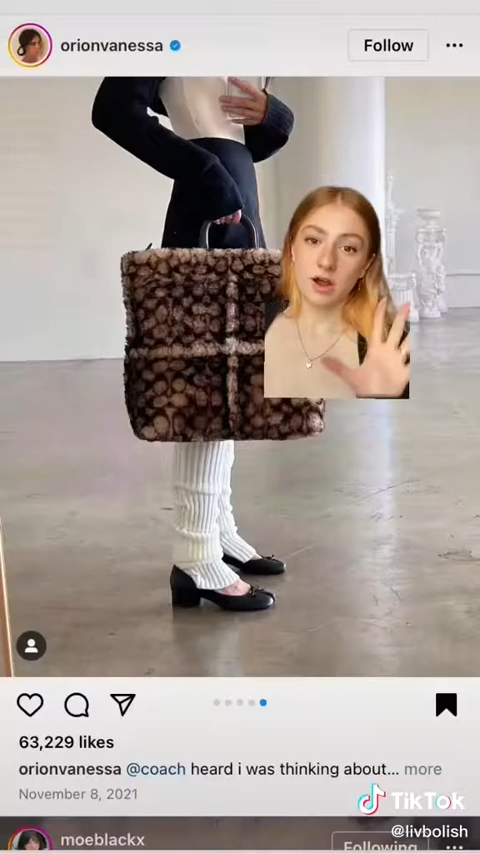 orionvanessa
Follow
63,229 likes
orionvanessa @coach heard i was thinking about... more
November 8, 2021
TikTok
@livbolish
moeblackx
Following